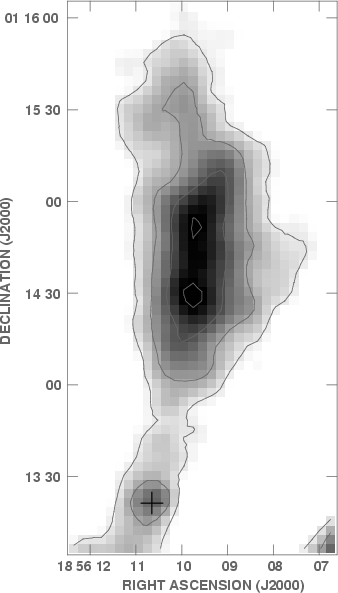 01 16 00
15 30
00
14 30
00
13 30
DECLINATION (J2000)
18 56 12 11 10 09 08 07
RIGHT ASCENSION (J2000)